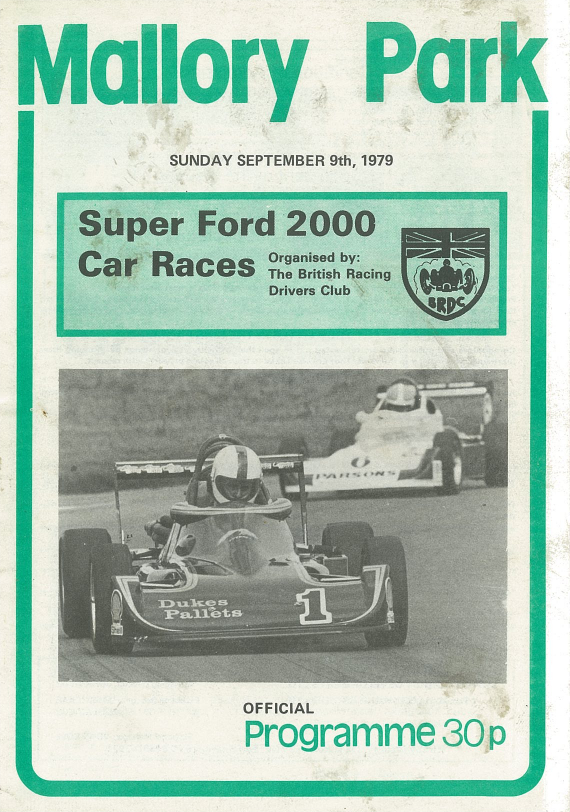 Mallory Park
SUNDAY SEPTEMBER 9th, 1979
Super Ford 2000
Car Races
Organised by:
The British Racing
Drivers Club
BRDC
6
PARSONS
Dukes
Pallets
1
OFFICIAL
Programme 30p